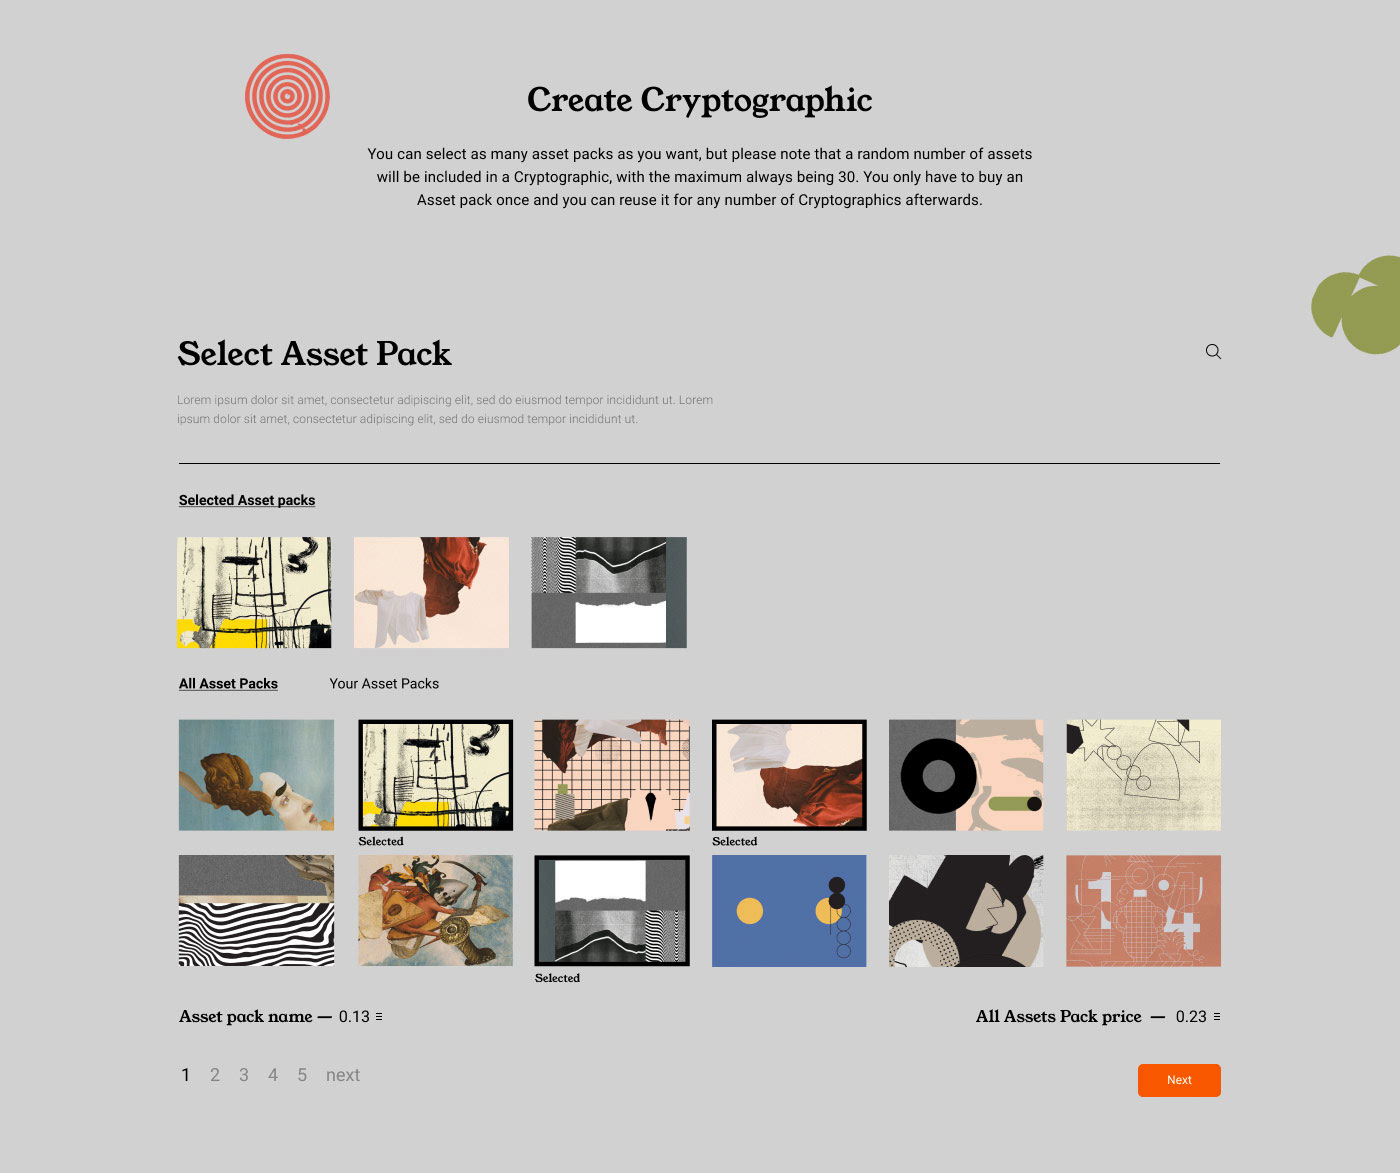 Create Cryptographic
You can select as many asset packs as you want, but please note that a random number of assets
will be included in a Cryptographic, with the maximum always being 30. You only have to buy an
Asset pack once and you can reuse it for any number of Cryptographics afterwards.
Select Asset Pack
Lorem ipsum dolor sit amet, consectetur adipiscing elit, sed do eiusmod tempor incididunt ut. Lorem
ipsum dolor sit amet, consectetur adipiscing elit, sed do eiusmod tempor incididunt ut.
Selected Asset packs
All Asset Packs Your Asset Packs
Selected Selected
1 4
Selected
Asset pack name — 0.13 Ξ All Assets Pack price — 0.23 Ξ
1 2 3 4 5 next
Next